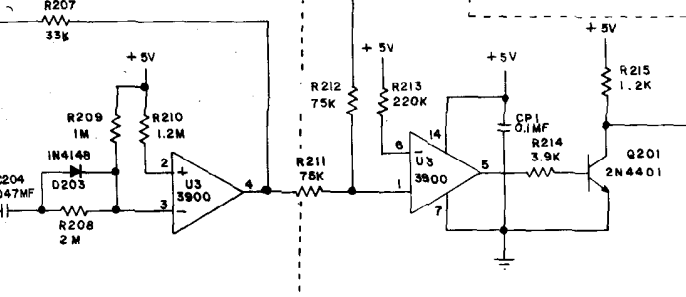 R207
33K
+ 5V
+ 5V
+ 5V
+ 5V
R209
1M
R210
1.2M
R212
75K
R213
220K
R215
1.2K
CP1
0.1MF
R214
3.9K
Q201
2N4401
1N4148
D203
C204
.047MF
R208
2M
2
+
3
−
U3
3900
4
R211
75K
6
−
14
U3
3900
5
1
7